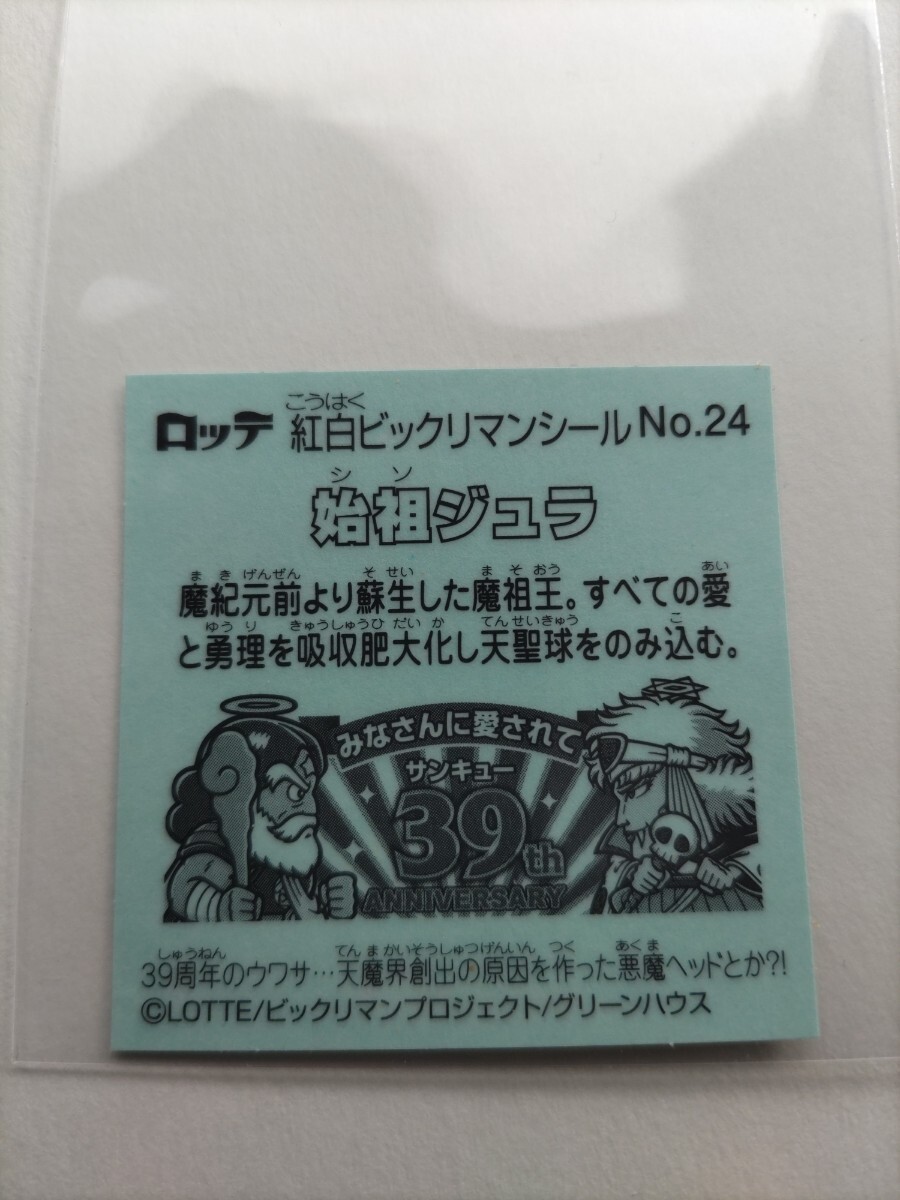 ロッテ 紅白ビックリマンシール No.24
こうはく
シソ
始祖ジュラ
まきげんぜん そせい まそおう あい
魔紀元前より蘇生した魔祖王。すべての愛
ゆうり きゅうしゅうひだいか てんせいきゅう こ
と勇理を吸収肥大化し天聖球をのみ込む。
みなさんに愛されて
サンキュー
39th
ANNIVERSARY
しゅうねん てんまかいそうしゅつげんいん つく あくま
39周年のウワサ…天魔界創出の原因を作った悪魔ヘッドとか?!
©LOTTE/ビックリマンプロジェクト/グリーンハウス